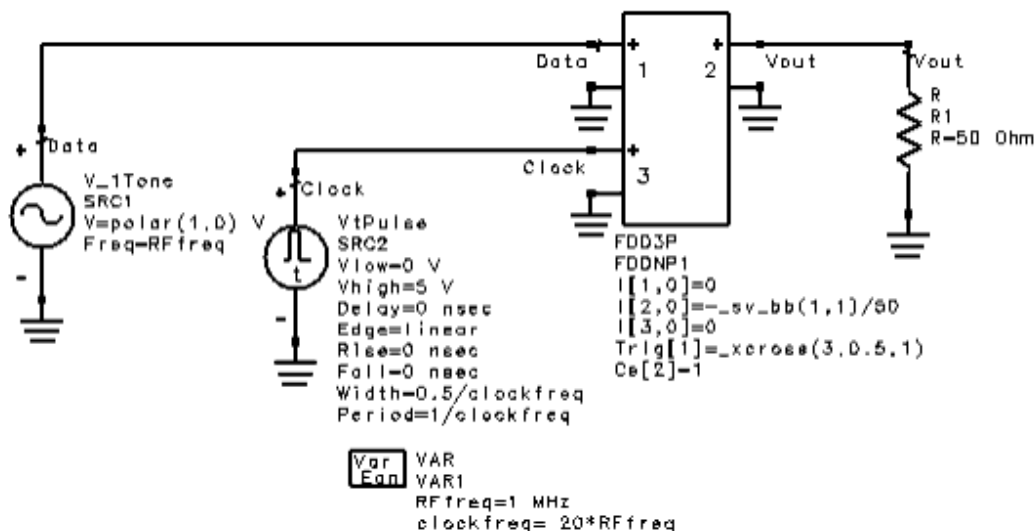 Data
+ 1
+ 2
Vout
Vout
R
R1
R=50 Ohm
+ Data
V_1Tone
SRC1
V=polar(1,0) V
Freq=RFfreq
-
Clock
+ 3
+ Clock
VtPulse
SRC2
Vlow=0 V
Vhigh=5 V
Delay=0 nsec
Edge=linear
Rise=0 nsec
Fall=0 nsec
Width=0.5/clockfreq
Period=1/clockfreq
t
-
FDD3P
FDDNP1
I[1,0]=0
I[2,0]=-_sv_bb(1,1)/50
I[3,0]=0
Trig[1]=_xcross(3,0.5,1)
Ce[2]=1
Var Eqn
VAR
VAR1
RFfreq=1 MHz
clockfreq= 20*RFfreq